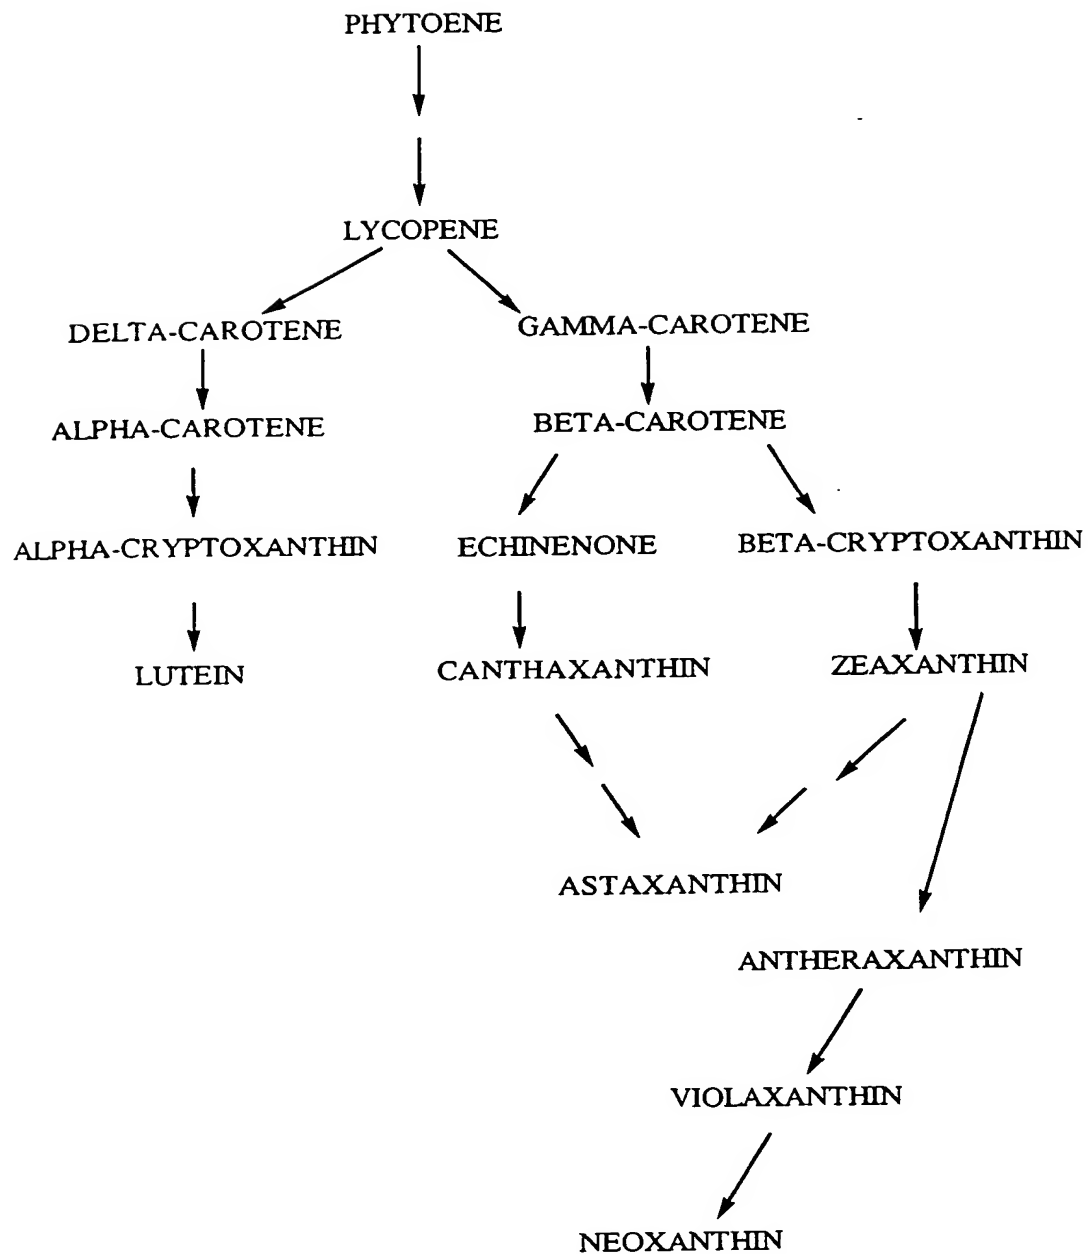 PHYTOENE
LYCOPENE
DELTA-CAROTENE
GAMMA-CAROTENE
ALPHA-CAROTENE
BETA-CAROTENE
ALPHA-CRYPTOXANTHIN
ECHINENONE
BETA-CRYPTOXANTHIN
LUTEIN
CANTHAXANTHIN
ZEAXANTHIN
ASTAXANTHIN
ANTHERAXANTHIN
VIOLAXANTHIN
NEOXANTHIN